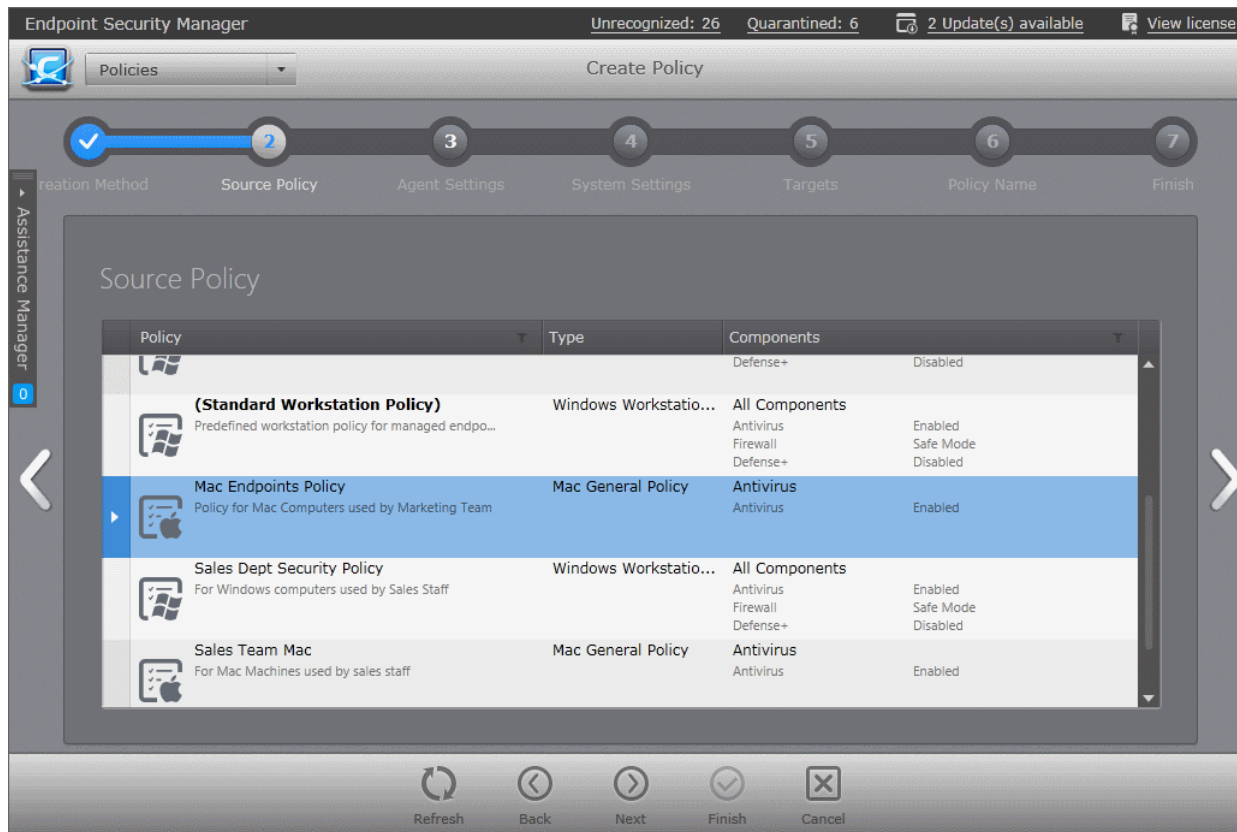 Endpoint Security Manager Unrecognized: 26 Quarantined: 6 2 Update(s) available View license
Policies Create Policy
2 3 4 5 6 7
reation Method Source Policy Agent Settings System Settings Targets Policy Name Finish
Assistance Manager
0
Source Policy
Policy Type Components
Defense+ Disabled
(Standard Workstation Policy) Windows Workstatio... All Components
Predefined workstation policy for managed endpo... Antivirus Enabled
Firewall Safe Mode
Defense+ Disabled
Mac Endpoints Policy Mac General Policy Antivirus
Policy for Mac Computers used by Marketing Team Antivirus Enabled
Sales Dept Security Policy Windows Workstatio... All Components
For Windows computers used by Sales Staff Antivirus Enabled
Firewall Safe Mode
Defense+ Disabled
Sales Team Mac Mac General Policy Antivirus
For Mac Machines used by sales staff Antivirus Enabled
Refresh Back Next Finish Cancel